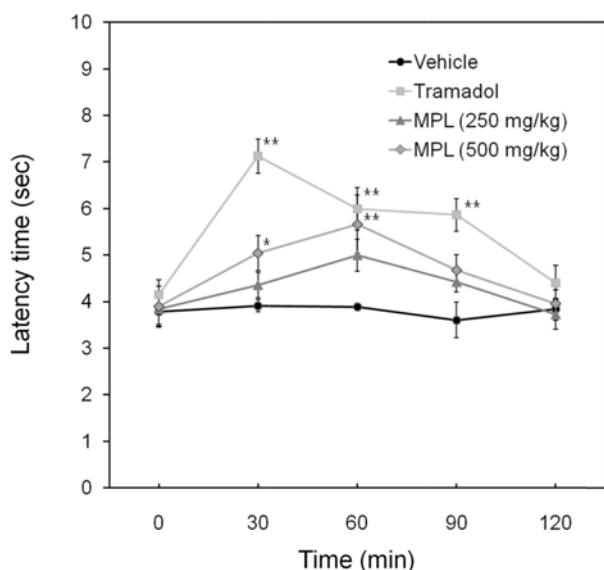 10
9
8
7
6
5
4
3
2
1
0
Latency time (sec)
Vehicle
Tramadol
MPL (250 mg/kg)
MPL (500 mg/kg)
**
**
**
**
*
0 30 60 90 120
Time (min)